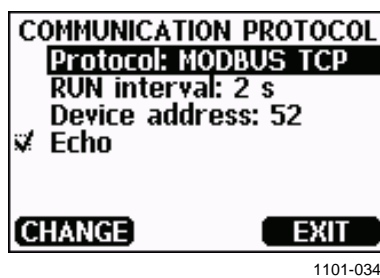 COMMUNICATION PROTOCOL
Protocol: MODBUS TCP
RUN interval: 2 s
Device address: 52
Echo
CHANGE EXIT
1101-034